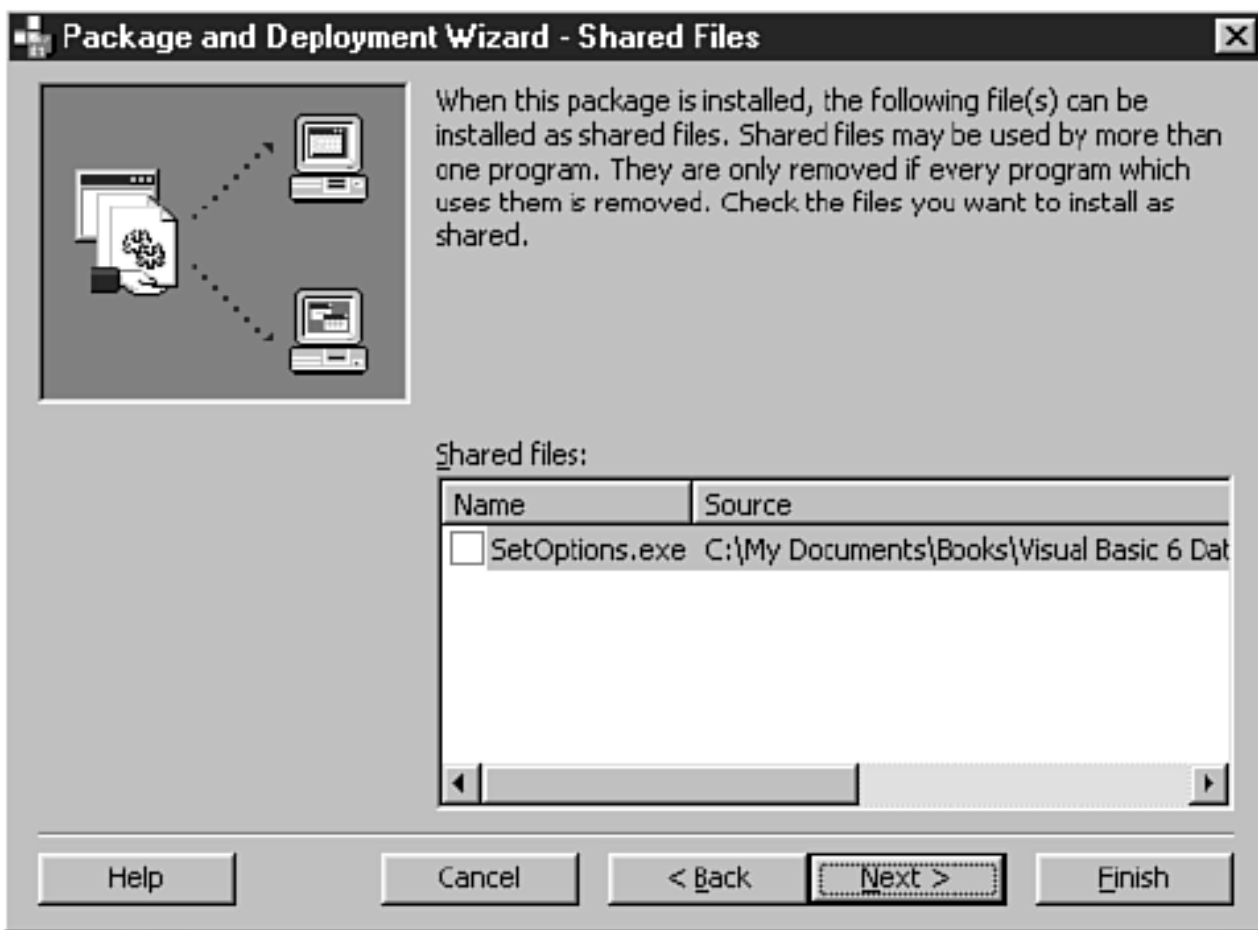 Package and Deployment Wizard - Shared Files
When this package is installed, the following file(s) can be
installed as shared files. Shared files may be used by more than
one program. They are only removed if every program which
uses them is removed. Check the files you want to install as
shared.
Shared files:
Name Source
SetOptions.exe C:\My Documents\Books\Visual Basic 6 Dat
Help Cancel < Back Next > Finish